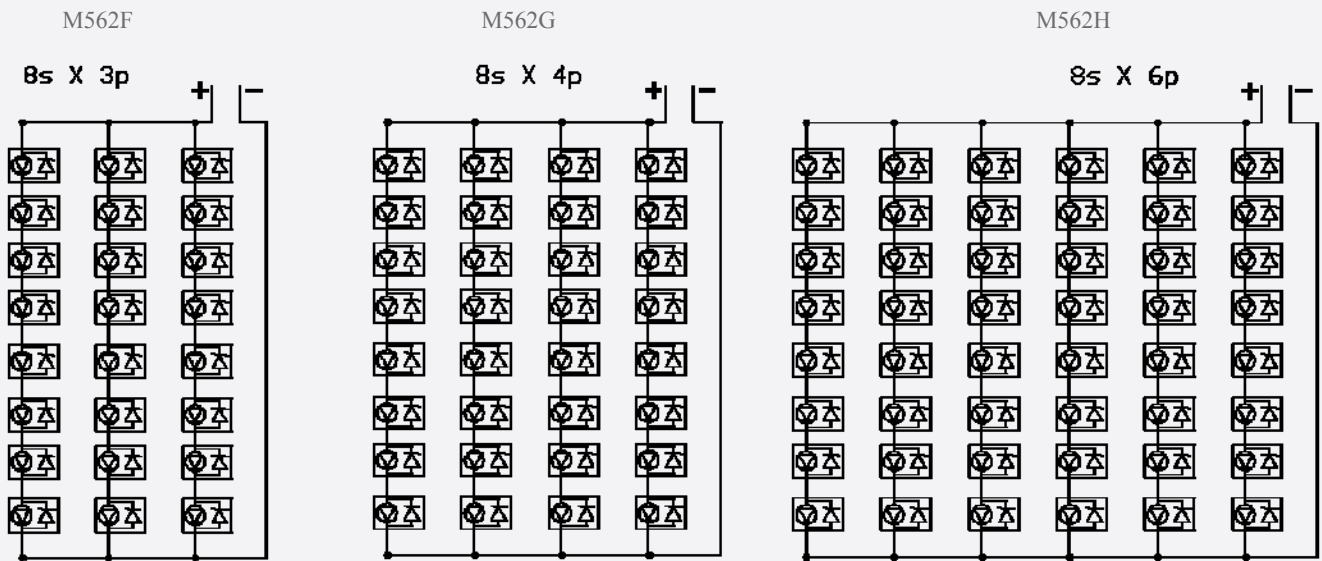 M562F
M562G
M562H
8s X 3p
8s X 4p
8s X 6p
+ −
+ −
+ −